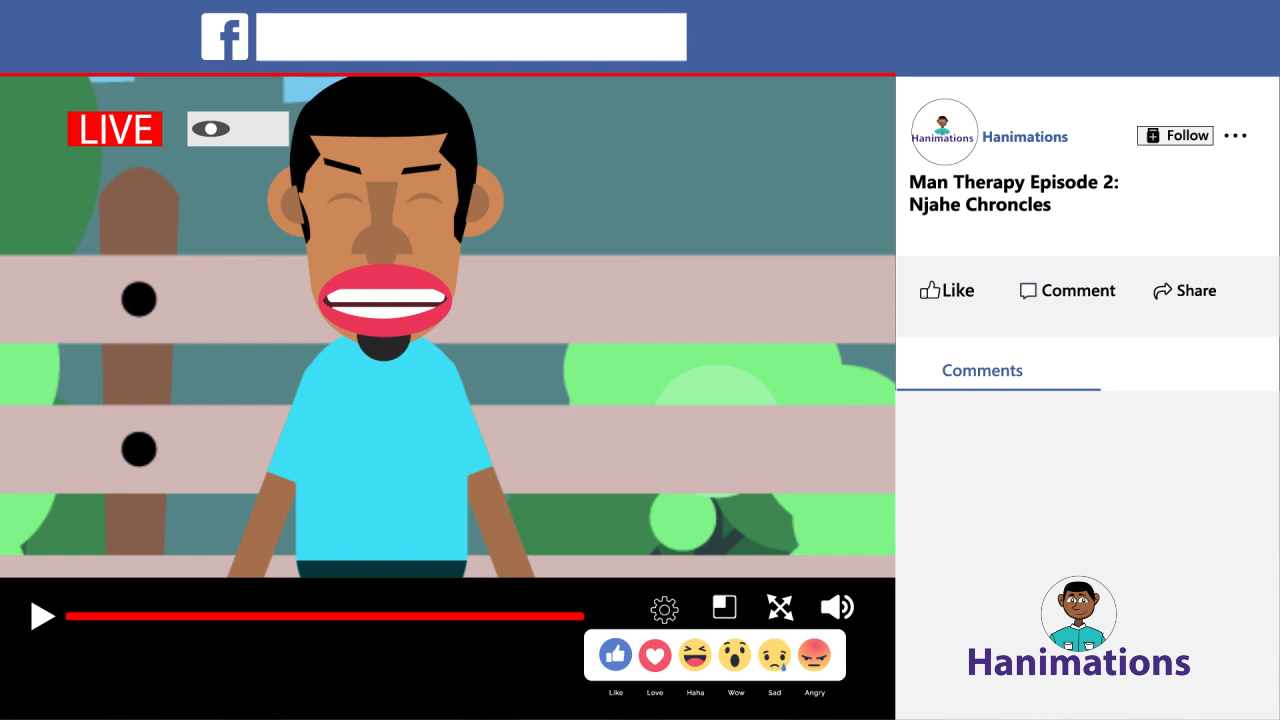 f
LIVE
Hanimations
Hanimations
Follow
Man Therapy Episode 2:
Njahe Chroncles
Like
Comment
Share
Comments
Like
Love
Haha
Wow
Sad
Angry
Hanimations